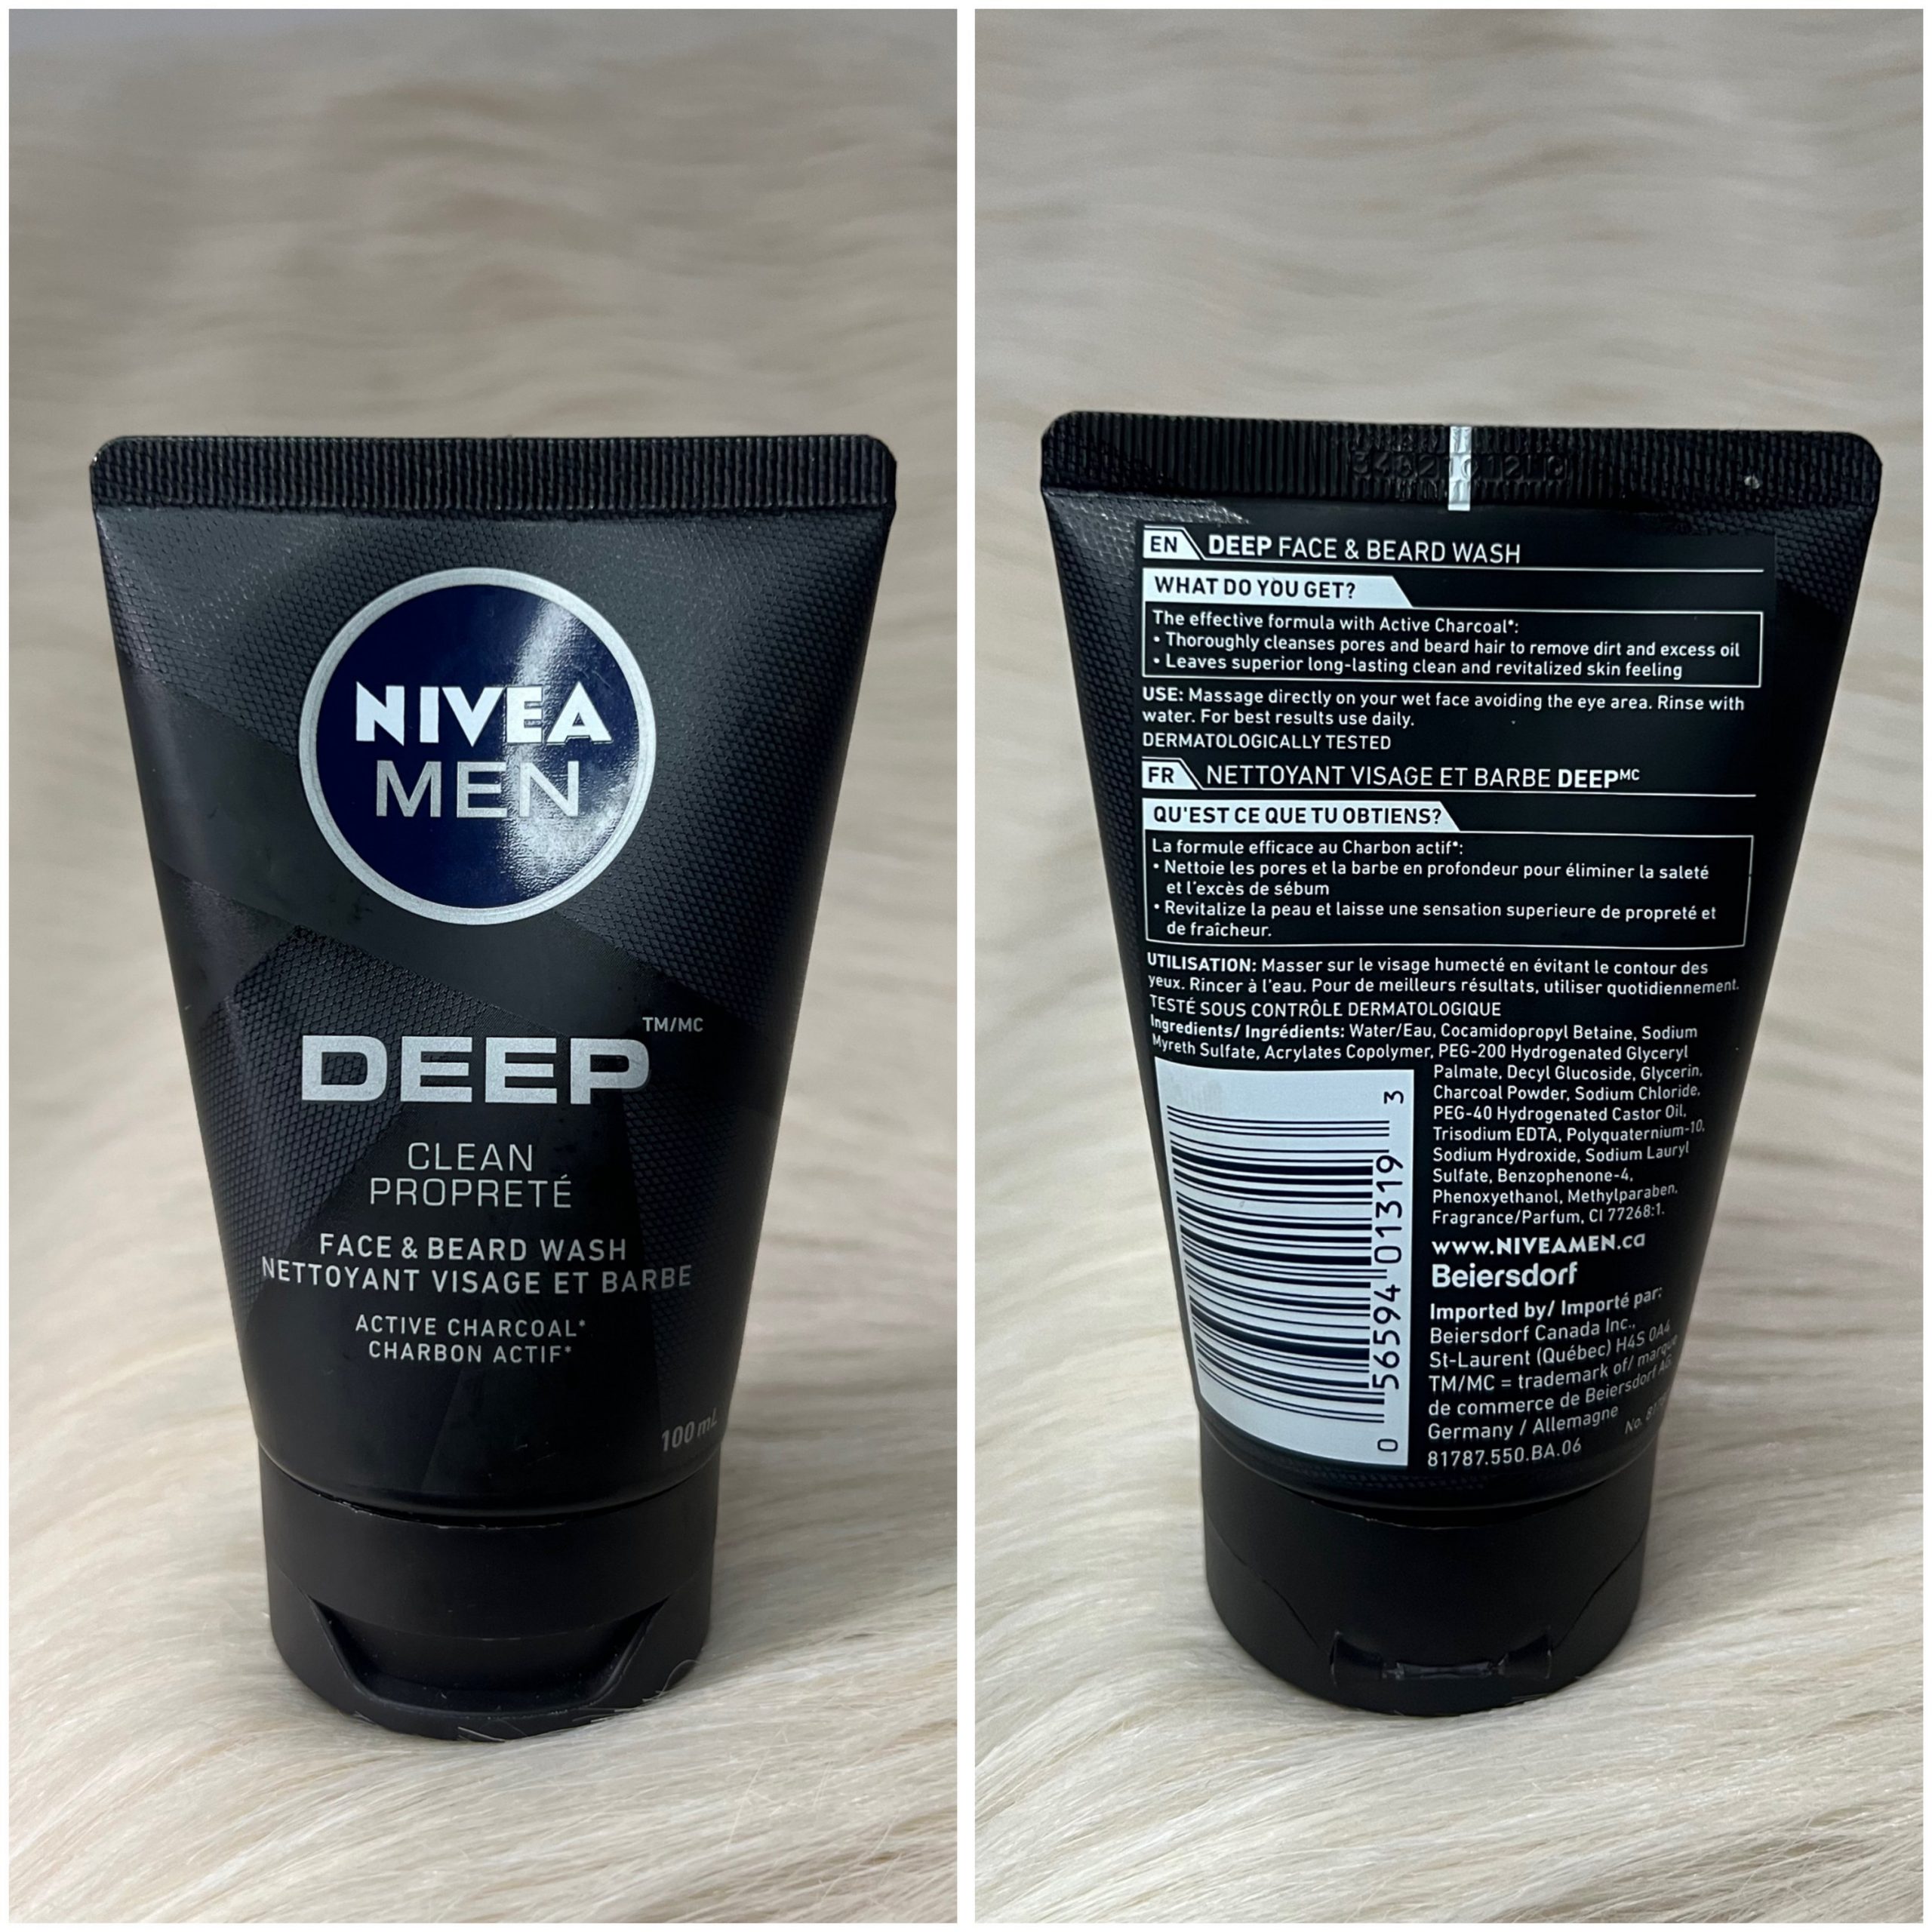 NIVEA
MEN
TM/MC
DEEP
CLEAN
PROPRETÉ
FACE & BEARD WASH
NETTOYANT VISAGE ET BARBE
ACTIVE CHARCOAL*
CHARBON ACTIF*
100 mL
EN DEEP FACE & BEARD WASH
WHAT DO YOU GET?
The effective formula with Active Charcoal*:
• Thoroughly cleanses pores and beard hair to remove dirt and excess oil
• Leaves superior long-lasting clean and revitalized skin feeling
USE: Massage directly on your wet face avoiding the eye area. Rinse with
water. For best results use daily.
DERMATOLOGICALLY TESTED
FR NETTOYANT VISAGE ET BARBE DEEPMC
QU'EST CE QUE TU OBTIENS?
La formule efficace au Charbon actif*:
• Nettoie les pores et la barbe en profondeur pour éliminer la saleté
et l'excès de sébum
• Revitalize la peau et laisse une sensation superieure de propreté et
de fraîcheur.
UTILISATION: Masser sur le visage humecté en évitant le contour des
yeux. Rincer à l'eau. Pour de meilleurs résultats, utiliser quotidiennement.
TESTÉ SOUS CONTRÔLE DERMATOLOGIQUE
Ingredients/ Ingrédients: Water/Eau, Cocamidopropyl Betaine, Sodium
Myreth Sulfate, Acrylates Copolymer, PEG-200 Hydrogenated Glyceryl
Palmate, Decyl Glucoside, Glycerin,
Charcoal Powder, Sodium Chloride,
PEG-40 Hydrogenated Castor Oil,
Trisodium EDTA, Polyquaternium-10,
Sodium Hydroxide, Sodium Lauryl
Sulfate, Benzophenone-4,
Phenoxyethanol, Methylparaben,
Fragrance/Parfum, CI 77268:1.
www.NIVEAMEN.ca
Beiersdorf
Imported by/ Importé par:
Beiersdorf Canada Inc.,
St-Laurent (Québec) H4S 0A4
TM/MC = trademark of/ marque
de commerce de Beiersdorf AG
Germany / Allemagne
No.
81787.550.BA.06
0 56594 01319 3